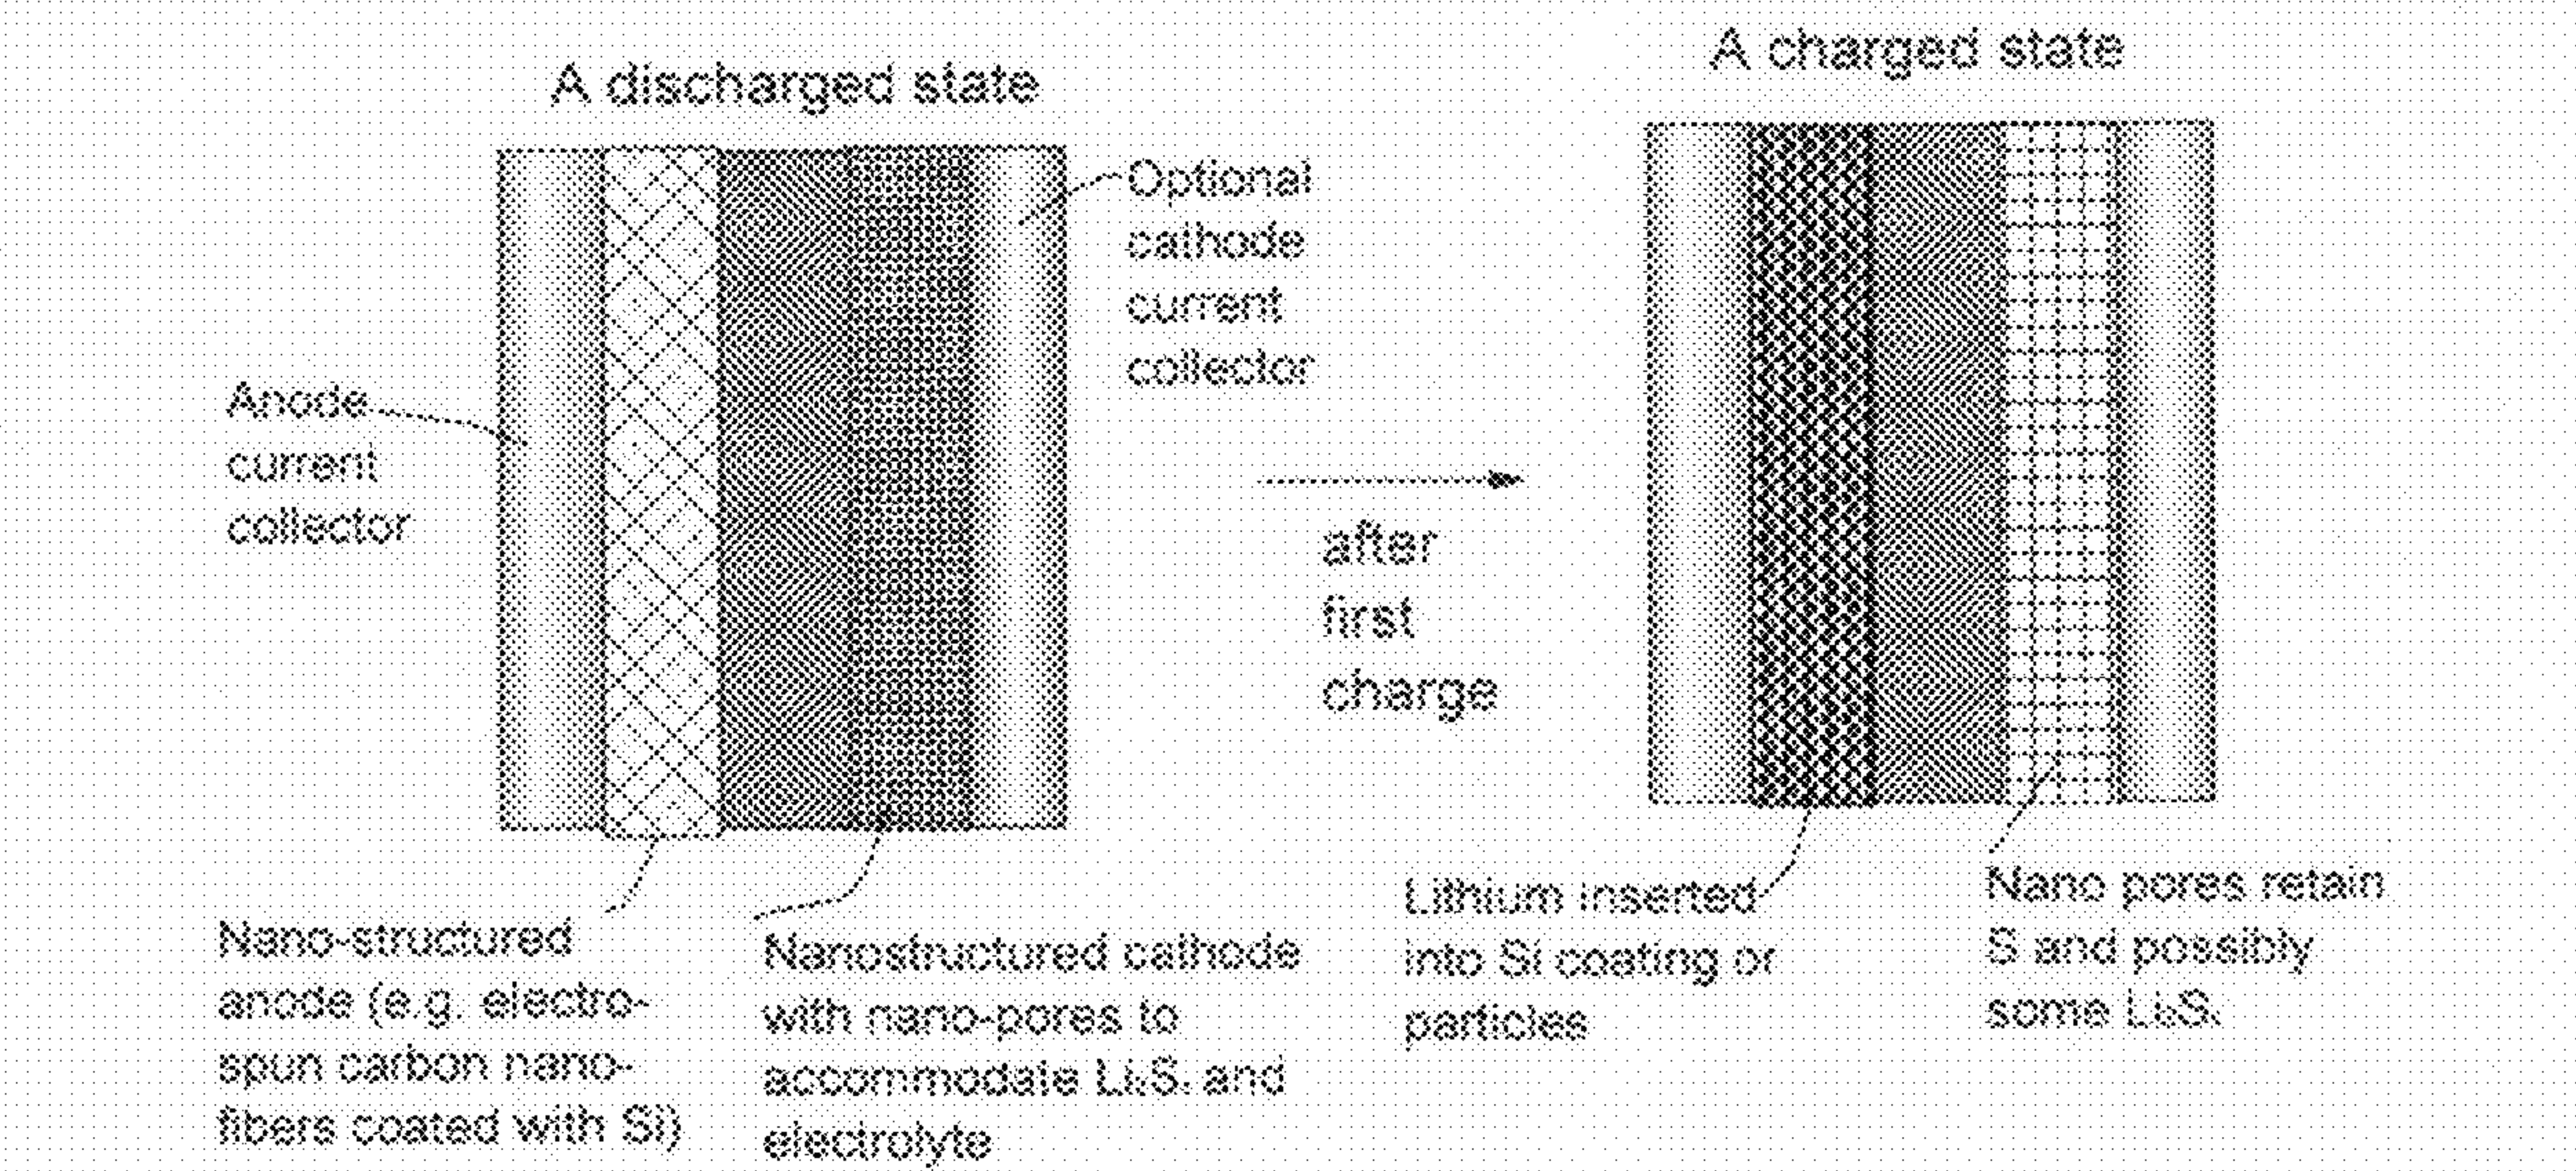 A discharged state
A charged state
Optional
cathode
current
collector
Anode
current
collector
after
first
charge
Nano-structured
anode (e.g. electro-
spun carbon nano-
fibers coated with Si)
Nanostructured cathode
with nano-pores to
accommodate and
electrolyte
Lithium inserted
into Si coating or
particles
Nano pores retain
S and possibly
some